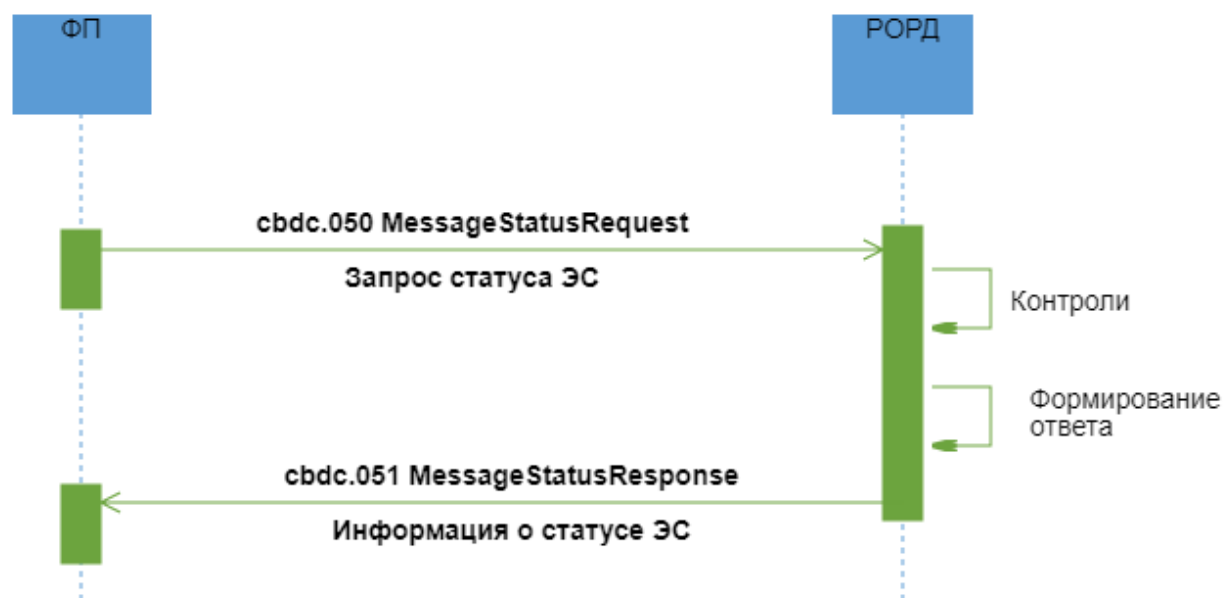 ФП
РОРД
cbdc.050 MessageStatusRequest
Запрос статуса ЭС
Контроли
Формирование
ответа
cbdc.051 MessageStatusResponse
Информация о статусе ЭС